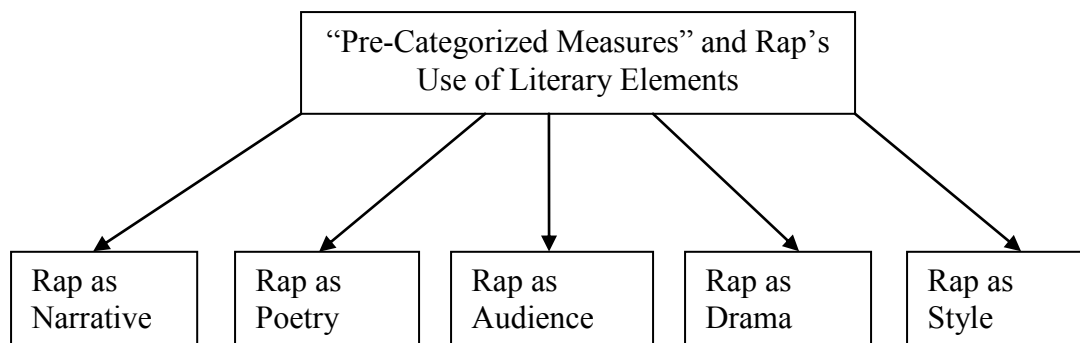 “Pre-Categorized Measures” and Rap’s
Use of Literary Elements
Rap as
Narrative
Rap as
Poetry
Rap as
Audience
Rap as
Drama
Rap as
Style